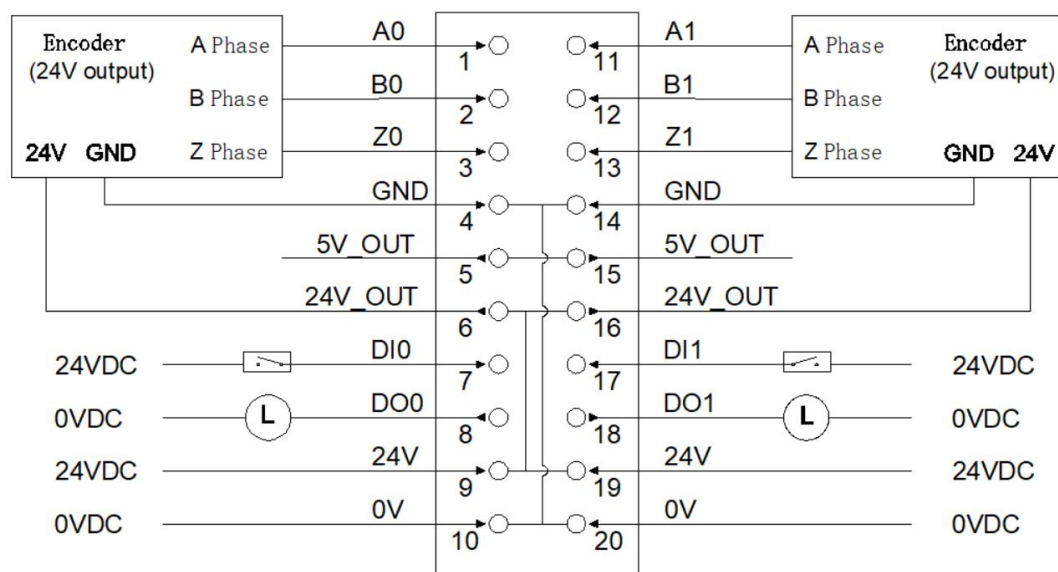 Encoder
(24V output)
A Phase
B Phase
Z Phase
24V GND
A0
B0
Z0
GND
5V_OUT
24V_OUT
24VDC
DI0
0VDC
L
DO0
24VDC
24V
0VDC
0V
1
2
3
4
5
6
7
8
9
10
11
12
13
14
15
16
17
18
19
20
A1
B1
Z1
GND
5V_OUT
24V_OUT
DI1
24VDC
DO1
L
0VDC
24V
24VDC
0V
0VDC
A Phase
B Phase
Z Phase
Encoder
(24V output)
GND 24V